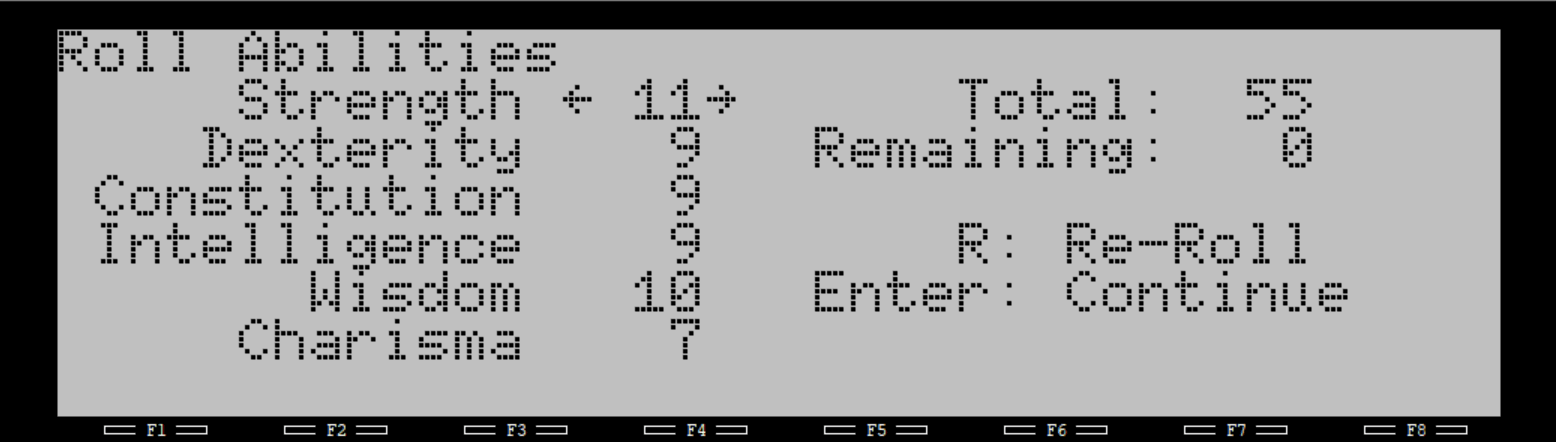 Roll Abilities
Strength ← 11→ Total: 55
Dexterity 9 Remaining: 0
Constitution 9
Intelligence 9 R: Re-Roll
Wisdom 10 Enter: Continue
Charisma 7
F1 F2 F3 F4 F5 F6 F7 F8